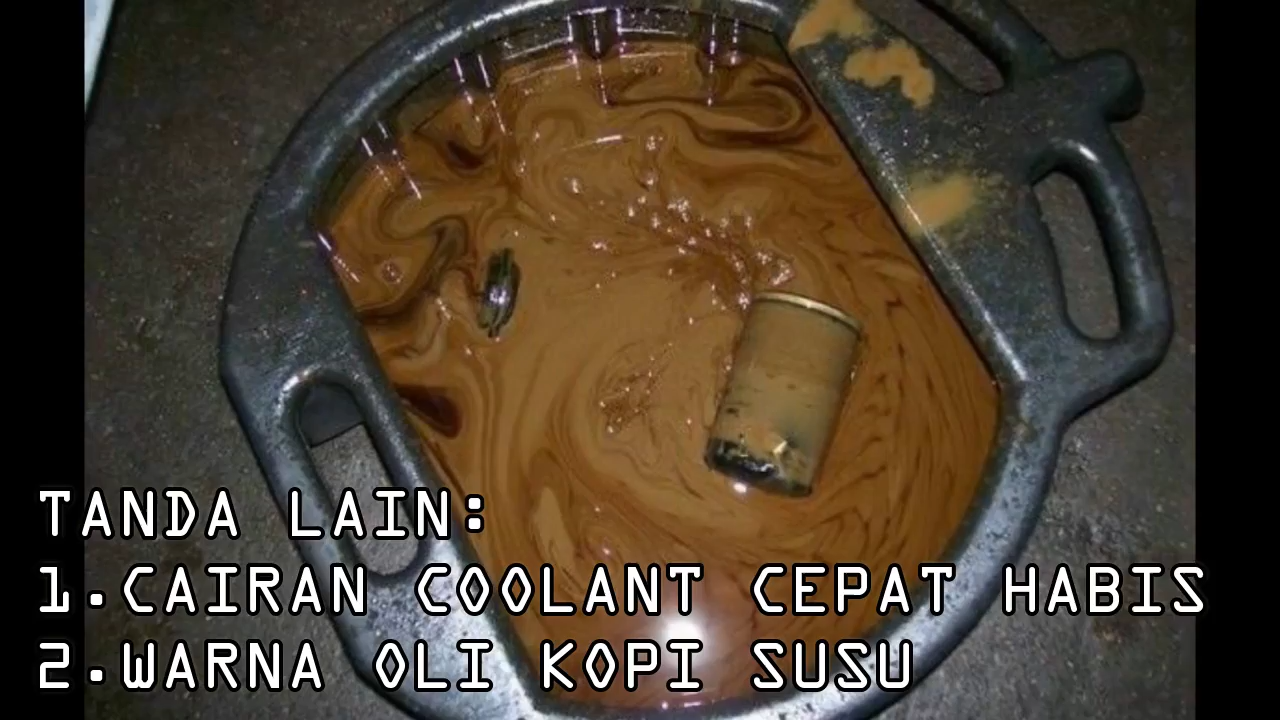 TANDA LAIN:
1.CAIRAN COOLANT CEPAT HABIS
2.WARNA OLI KOPI SUSU